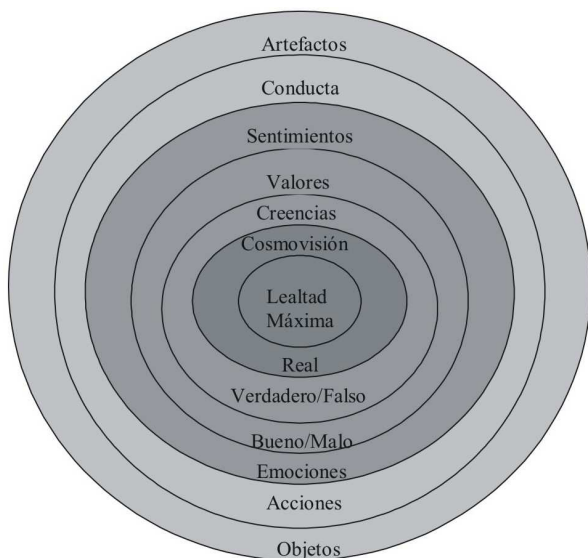 Artefactos
Conducta
Sentimientos
Valores
Creencias
Cosmovisión
Lealtad
Máxima
Real
Verdadero/Falso
Bueno/Malo
Emociones
Acciones
Objetos